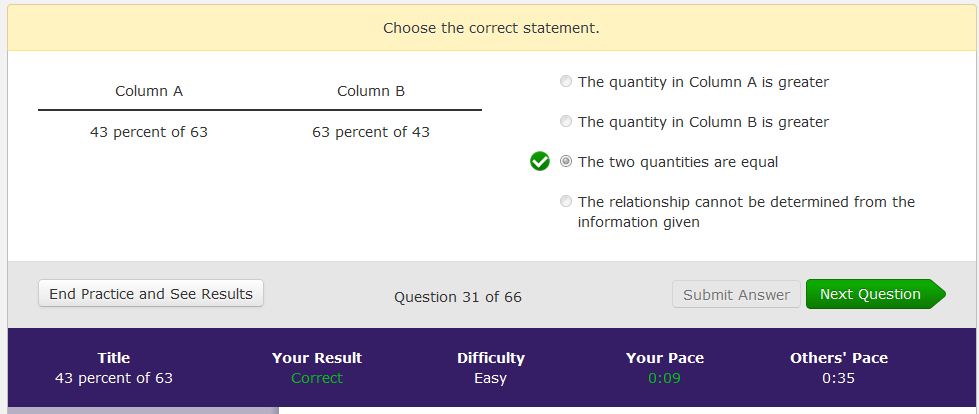 Choose the correct statement.
Column A Column B
43 percent of 63 63 percent of 43
The quantity in Column A is greater
The quantity in Column B is greater
The two quantities are equal
The relationship cannot be determined from the
information given
End Practice and See Results Question 31 of 66 Submit Answer Next Question
Title Your Result Difficulty Your Pace Others' Pace
43 percent of 63 Correct Easy 0:09 0:35